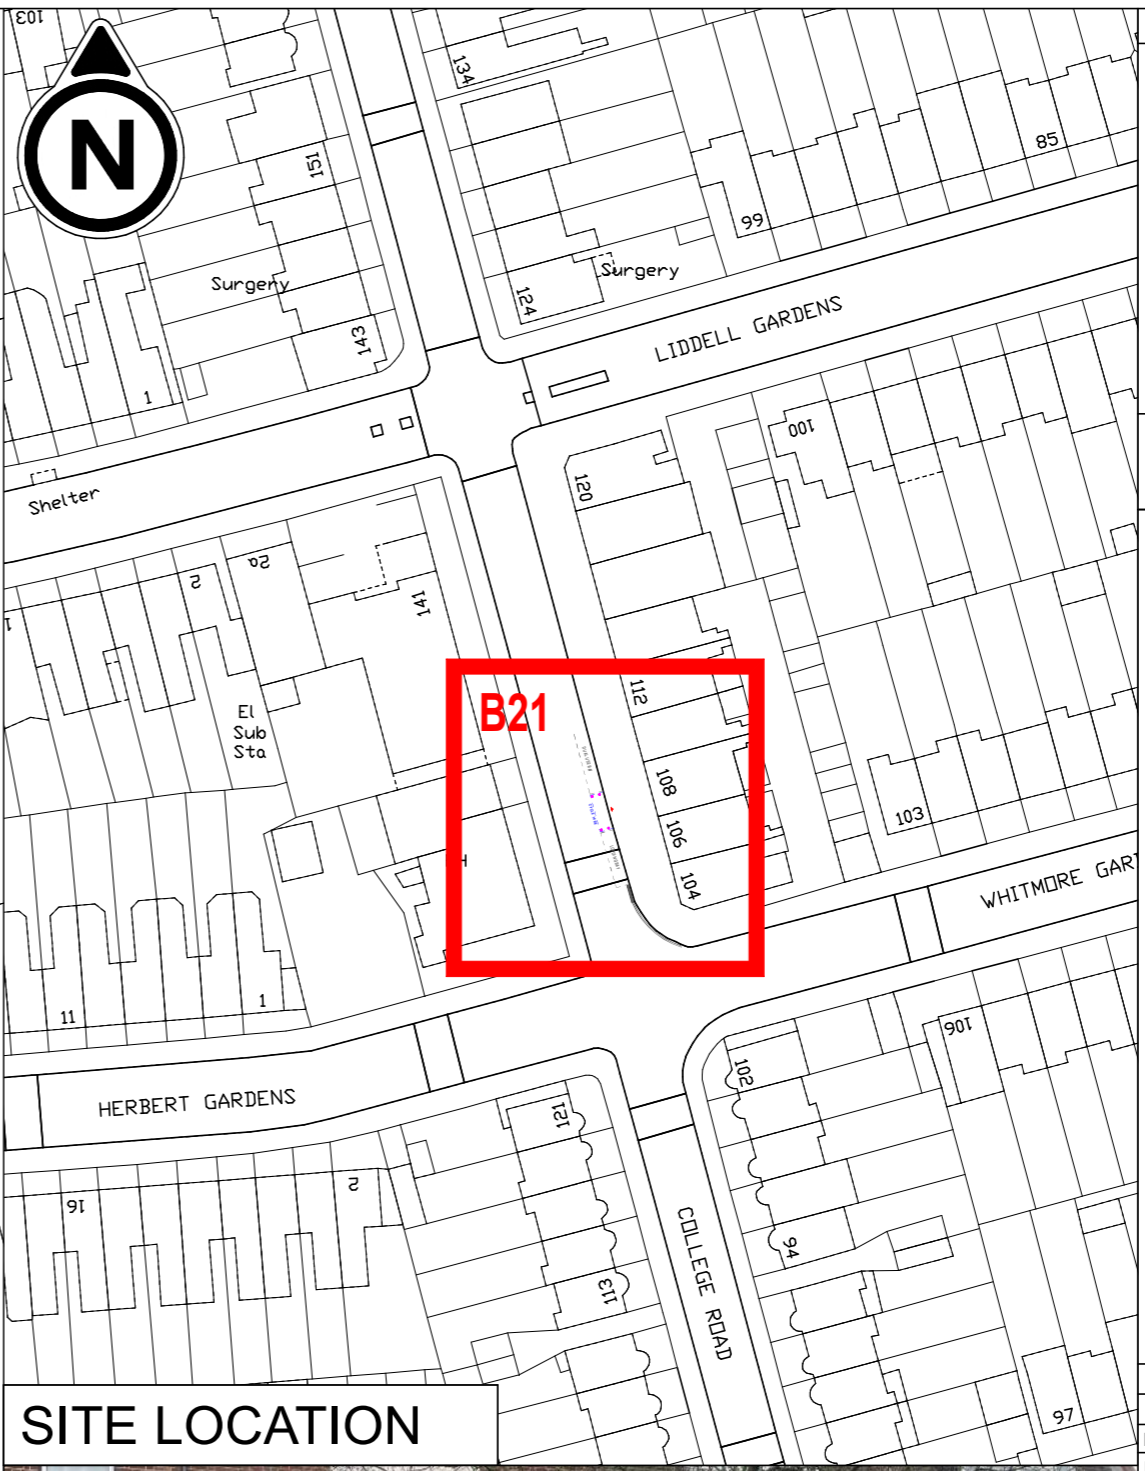 103
N
134
151
85
99
Surgery
Surgery
124
143
LIDDELL GARDENS
1
100
Shelter
120
2
2a
141
1
112
B21
El
Sub
Sta
108
103
106
H
104
WHITMORE GAR
11
1
106
102
HERBERT GARDENS
121
16
2
COLLEGE ROAD
94
113
97
SITE LOCATION